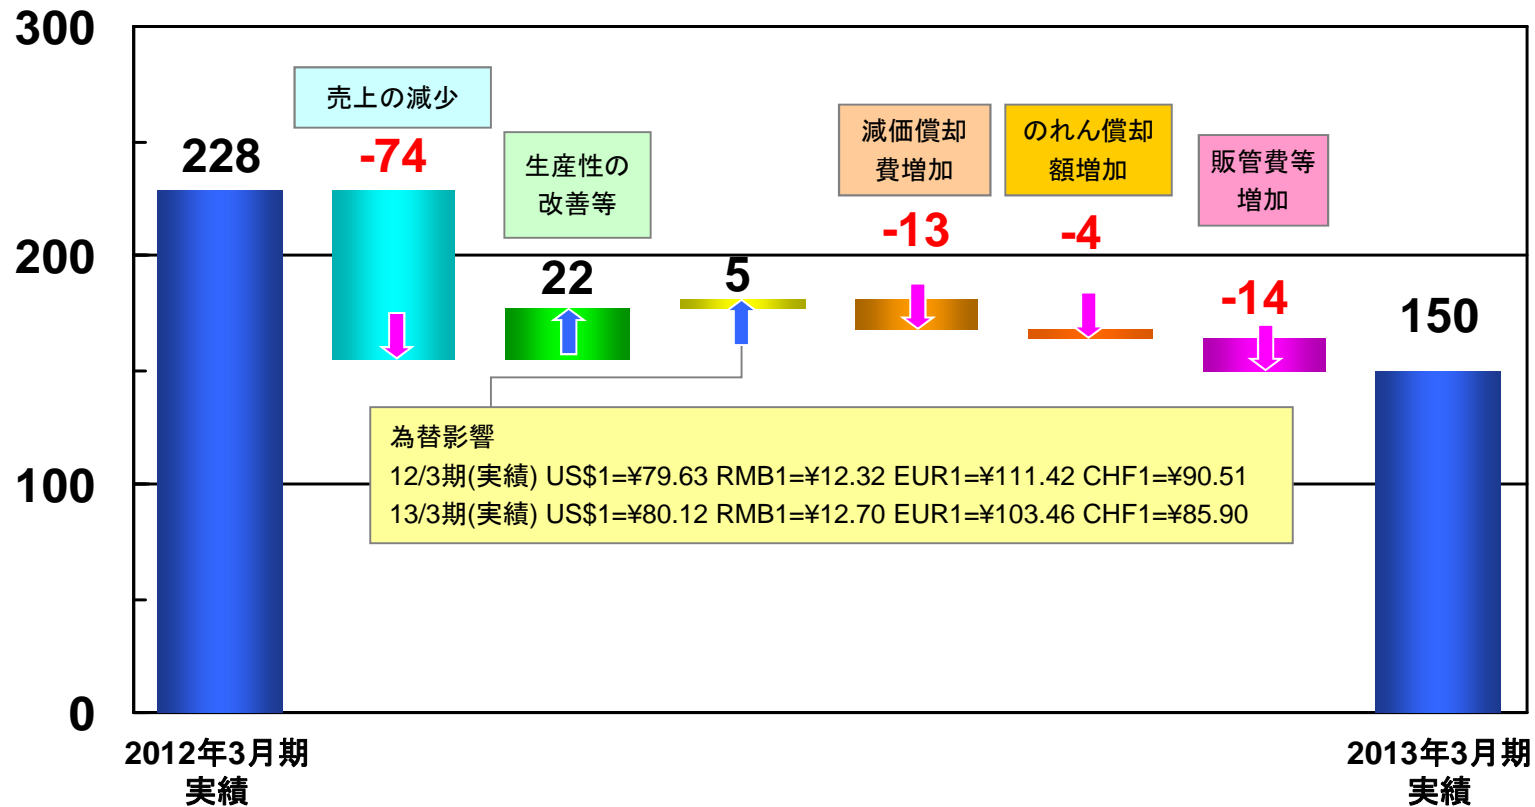 300
200
100
0
228
売上の減少
-74
生産性の
改善等
22
5
減価償却
費増加
-13
のれん償却
額増加
-4
販管費等
増加
-14
150
為替影響
12/3期(実績) US$1=¥79.63 RMB1=¥12.32 EUR1=¥111.42 CHF1=¥90.51
13/3期(実績) US$1=¥80.12 RMB1=¥12.70 EUR1=¥103.46 CHF1=¥85.90
2012年3月期
実績
2013年3月期
実績